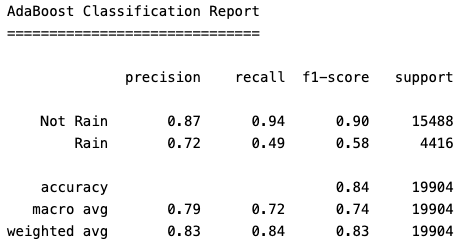 AdaBoost Classification Report
==============================
precision recall f1-score support
Not Rain 0.87 0.94 0.90 15488
Rain 0.72 0.49 0.58 4416
accuracy 0.84 19904
macro avg 0.79 0.72 0.74 19904
weighted avg 0.83 0.84 0.83 19904